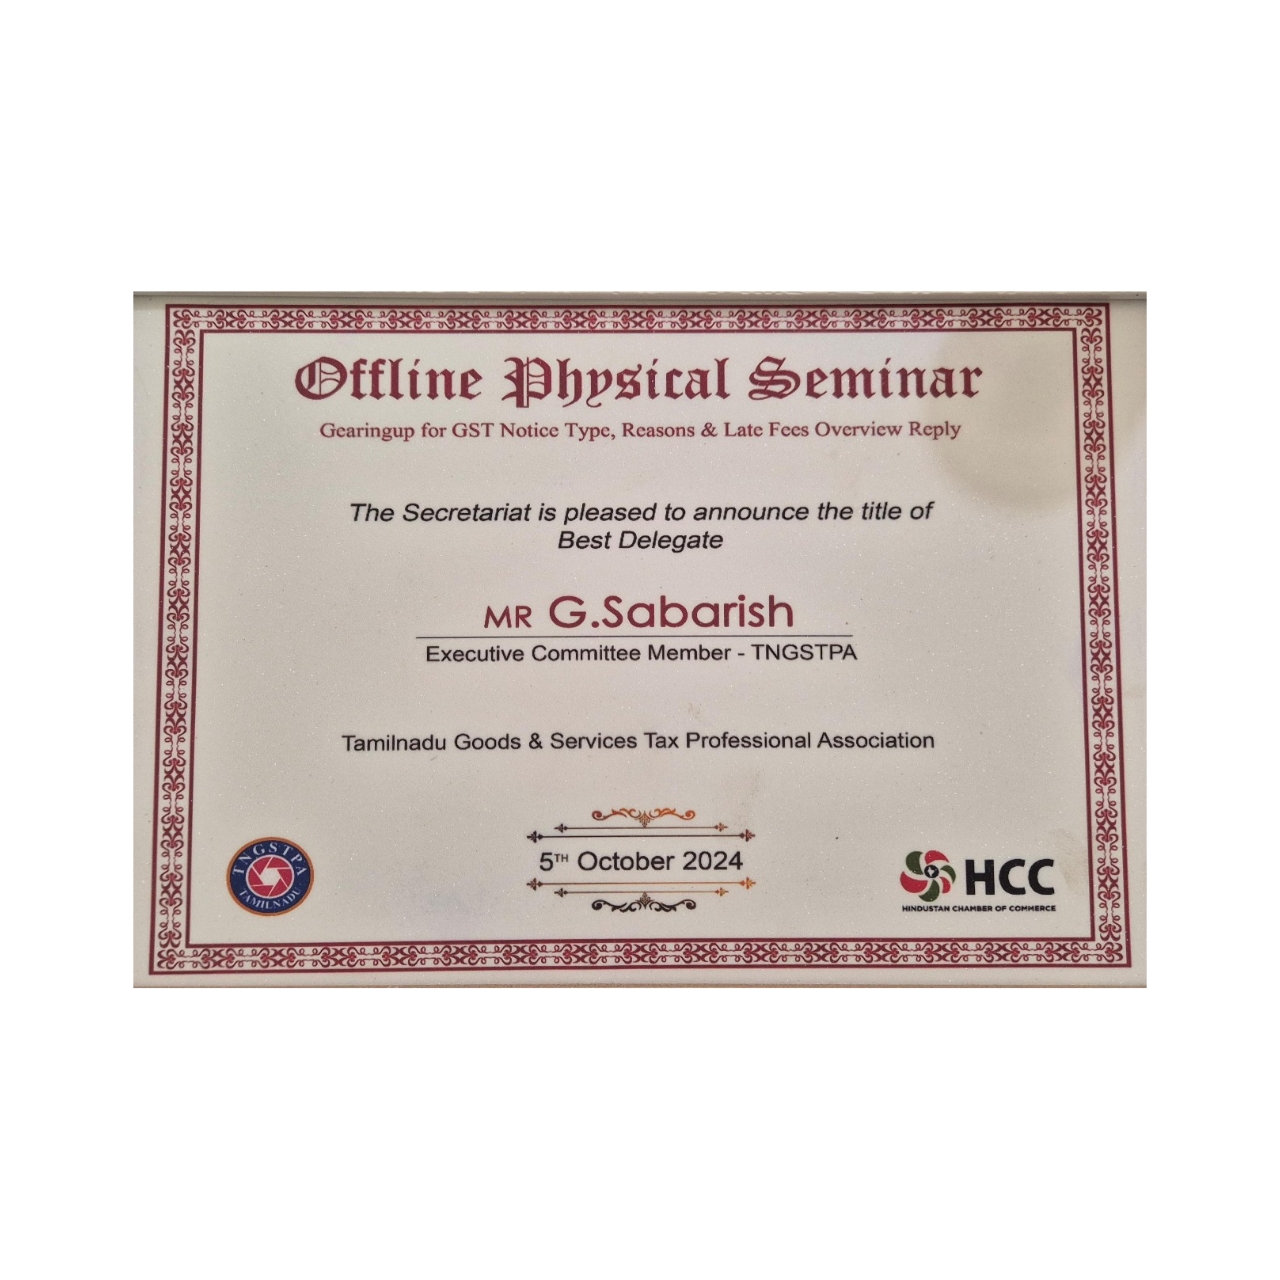 Offline Physical Seminar
Gearingup for GST Notice Type, Reasons & Late Fees Overview Reply
The Secretariat is pleased to announce the title of
Best Delegate
MR G.Sabarish
Executive Committee Member - TNGSTPA
Tamilnadu Goods & Services Tax Professional Association
5TH October 2024
TNGSTPA
TAMILNADU
HCC
HINDUSTAN CHAMBER OF COMMERCE